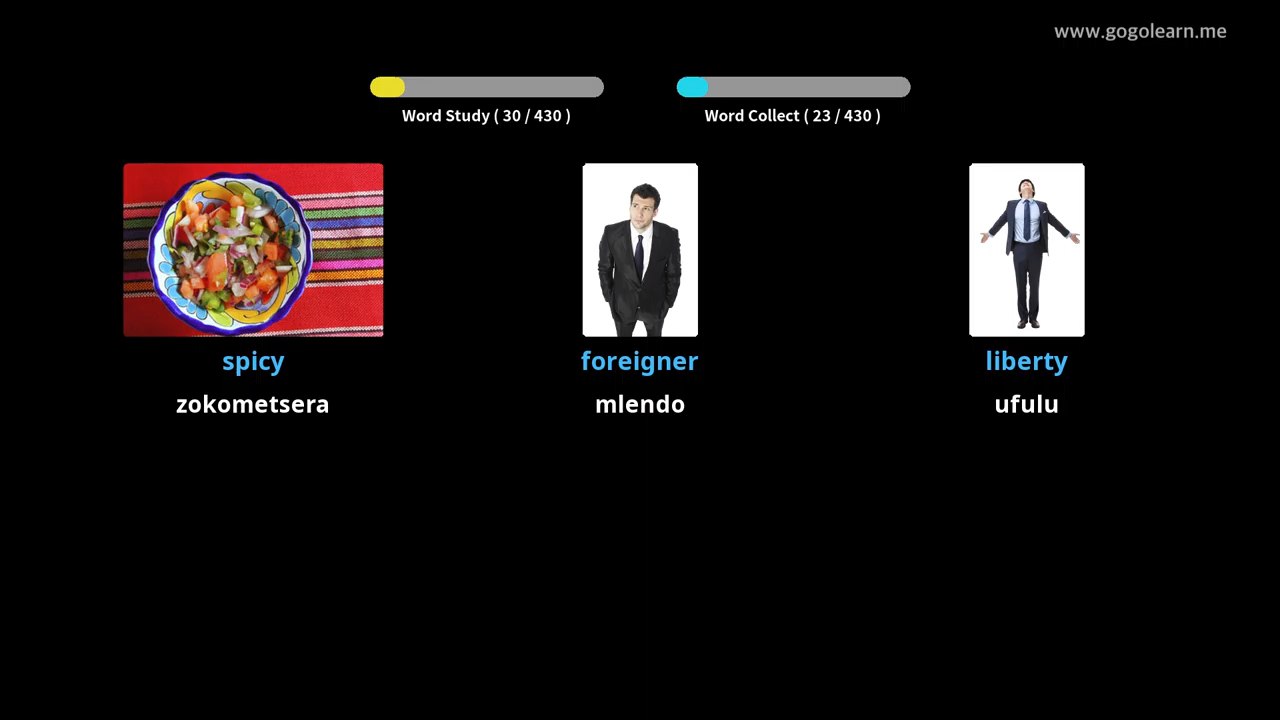 www.gogolearn.me
Word Study ( 30 / 430 )
Word Collect ( 23 / 430 )
spicy
foreigner
liberty
zokometsera
mlendo
ufulu